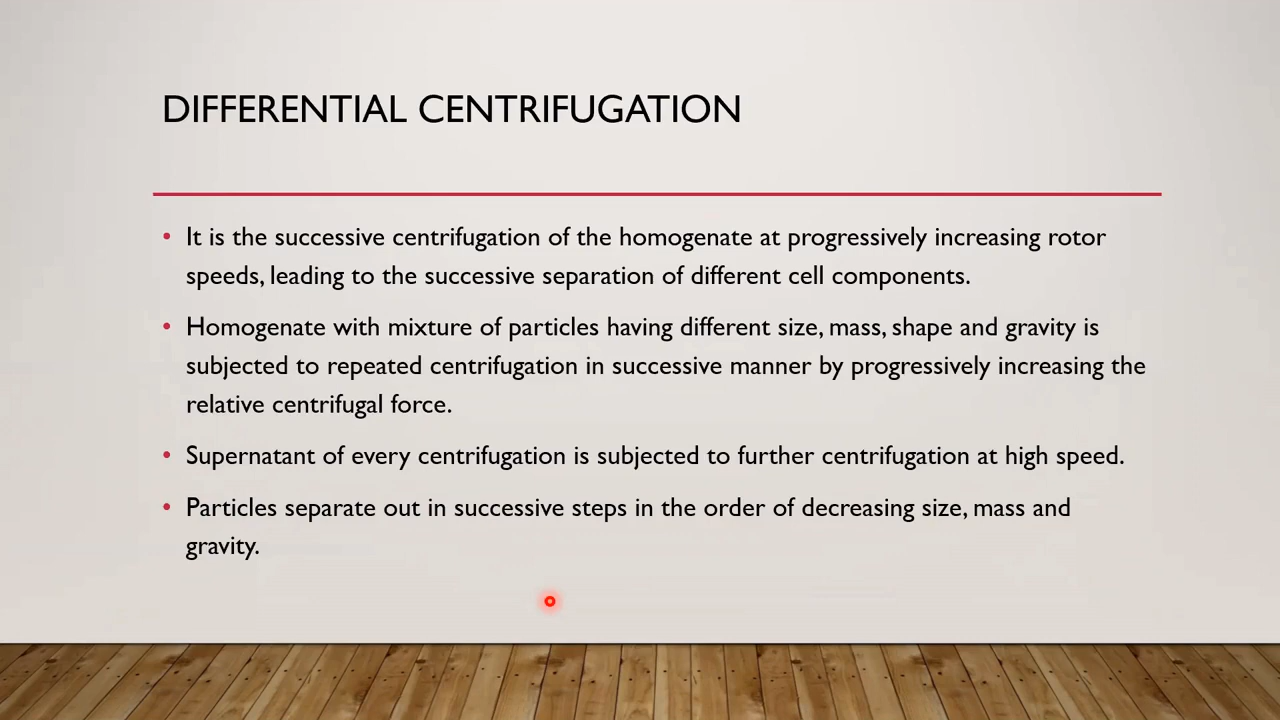 DIFFERENTIAL CENTRIFUGATION
• It is the successive centrifugation of the homogenate at progressively increasing rotor
speeds, leading to the successive separation of different cell components.
• Homogenate with mixture of particles having different size, mass, shape and gravity is
subjected to repeated centrifugation in successive manner by progressively increasing the
relative centrifugal force.
• Supernatant of every centrifugation is subjected to further centrifugation at high speed.
• Particles separate out in successive steps in the order of decreasing size, mass and
gravity.